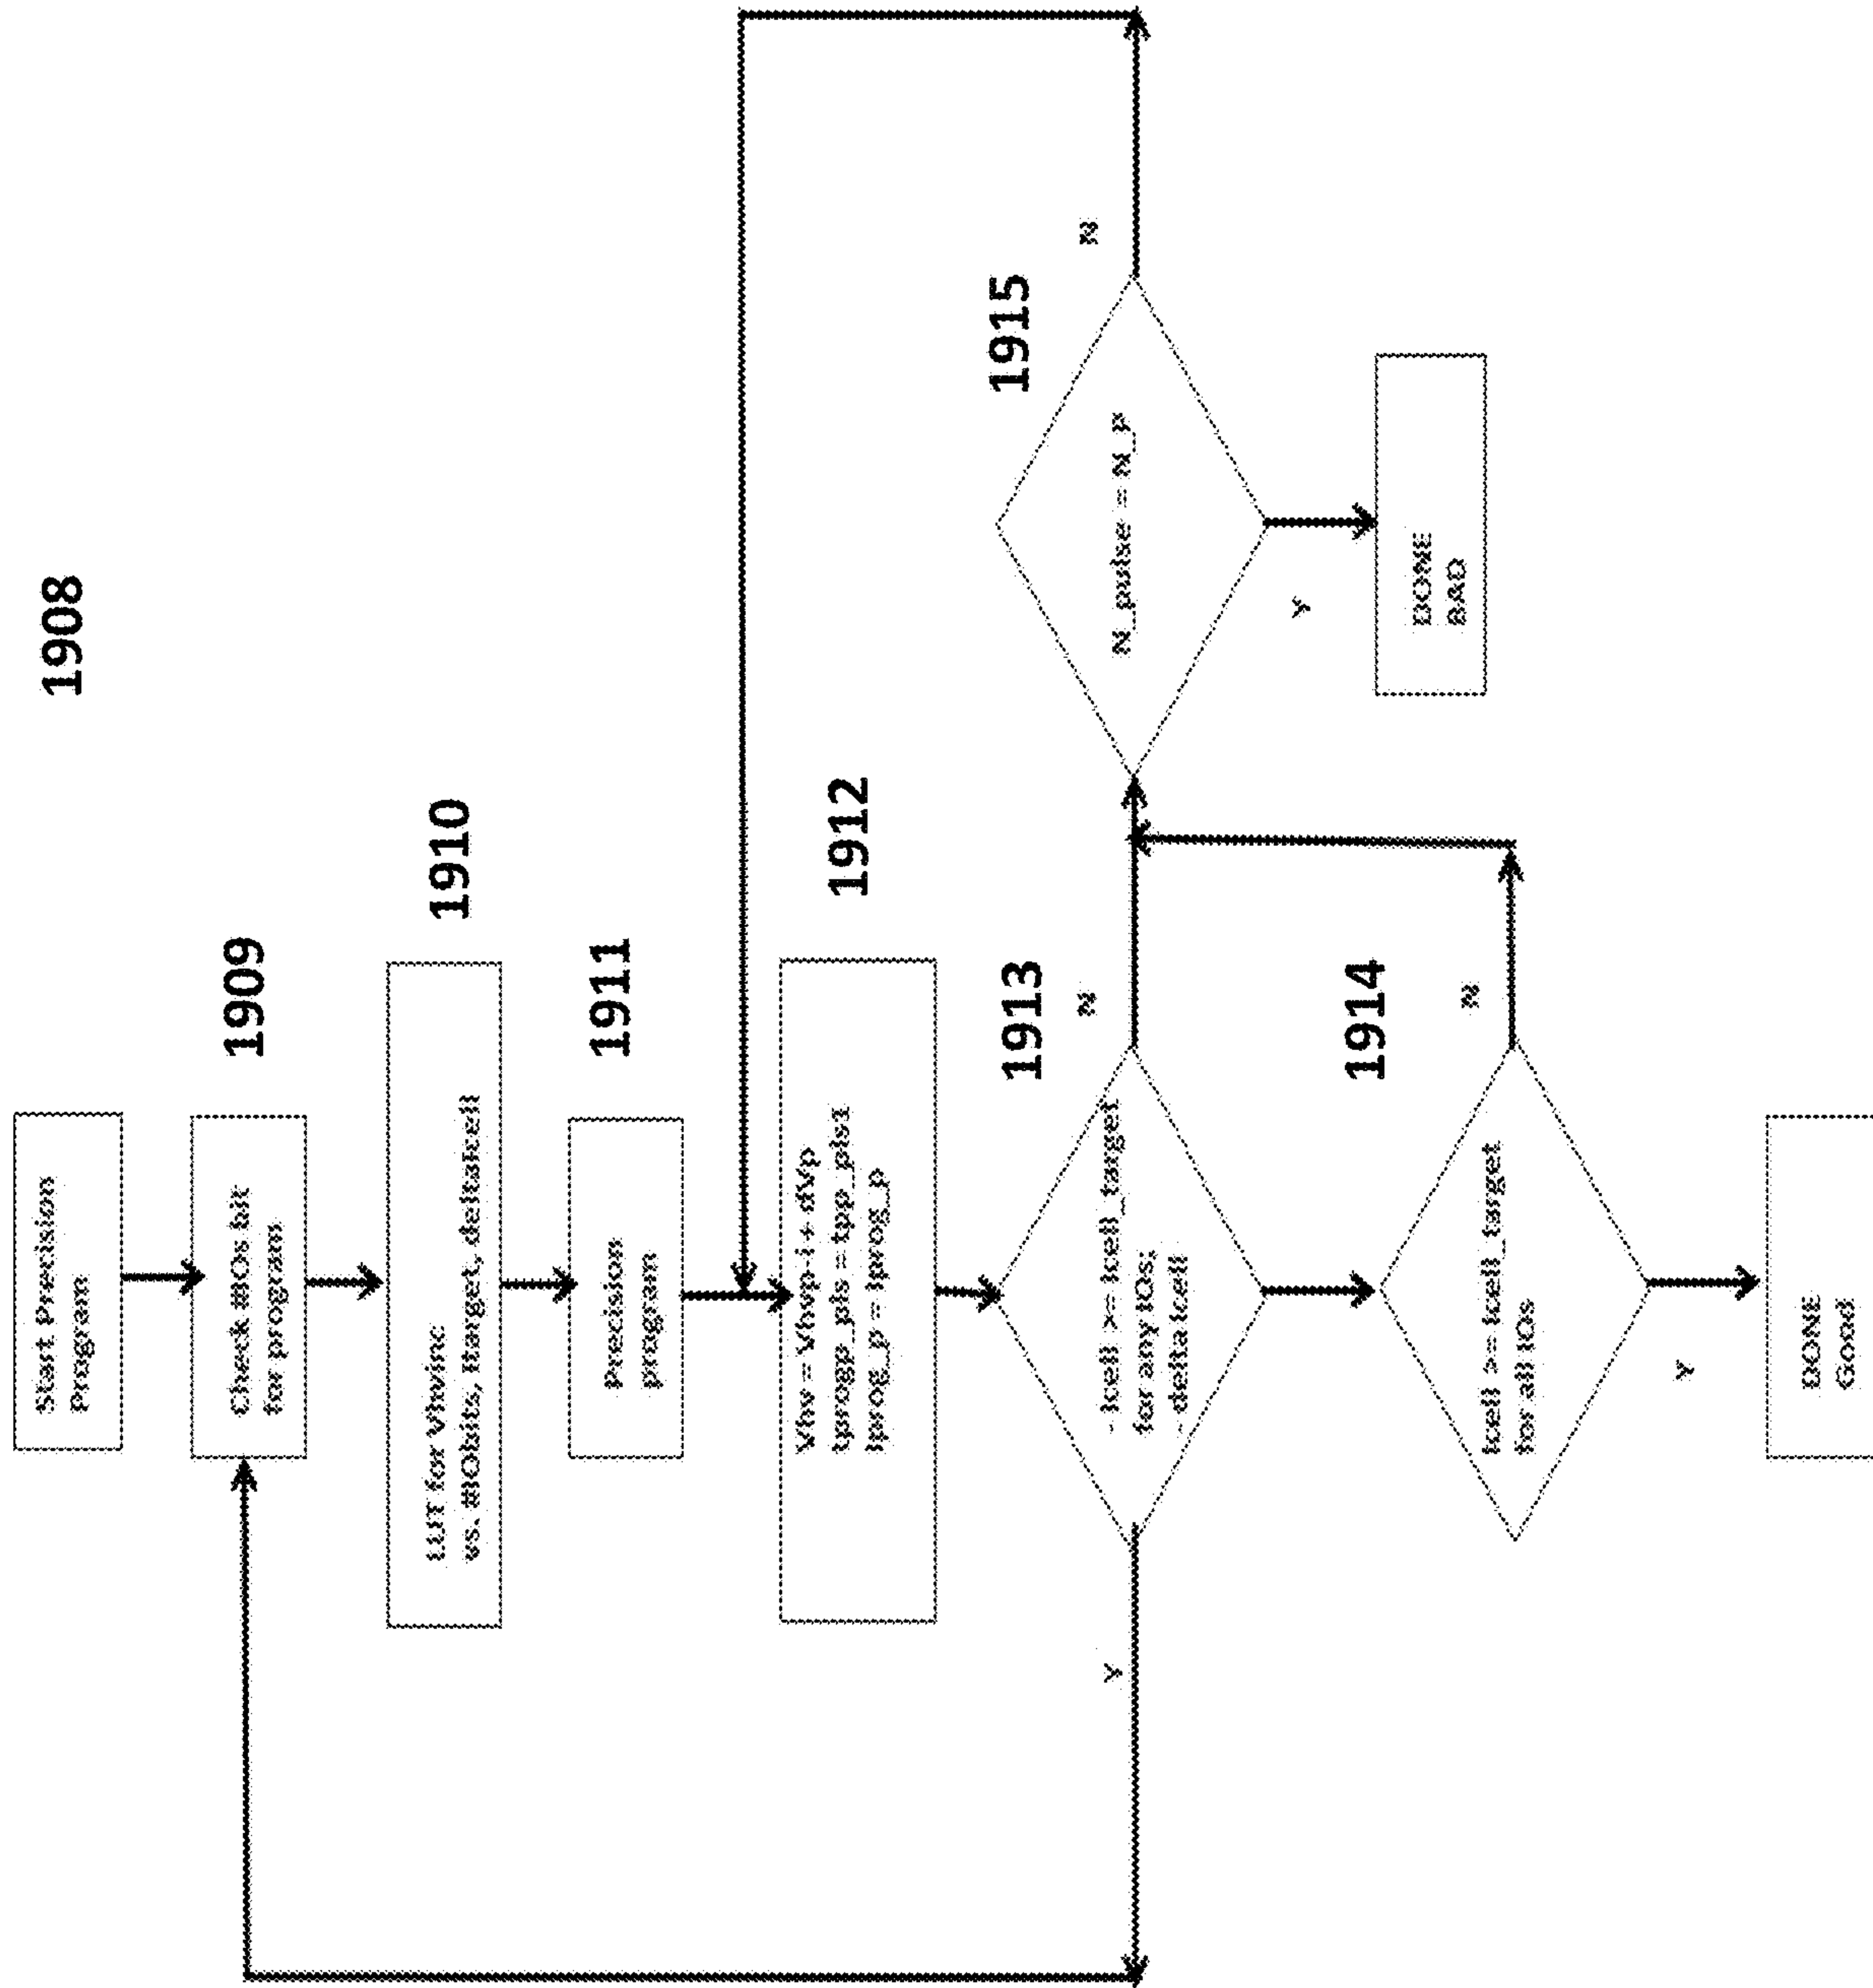 1908
Start Precision
Program
1909
Check #IOs bit
for program
1910
LUT for Vhvinc
vs. #IObits, Itarget, deltaIcell
1911
Precision
program
1912
Vhv = Vhvp-i + dVp
tprogp_pls = tpp_pls1
Iprog_p = Iprog_p
1913
- Icell >= Icell_target
for any IOs;
- delta Icell
Y
N
1915
N_pulse = N_p
N
Y
DONE
BAD
1914
Icell >= Icell_target
for all IOs
N
Y
DONE
Good